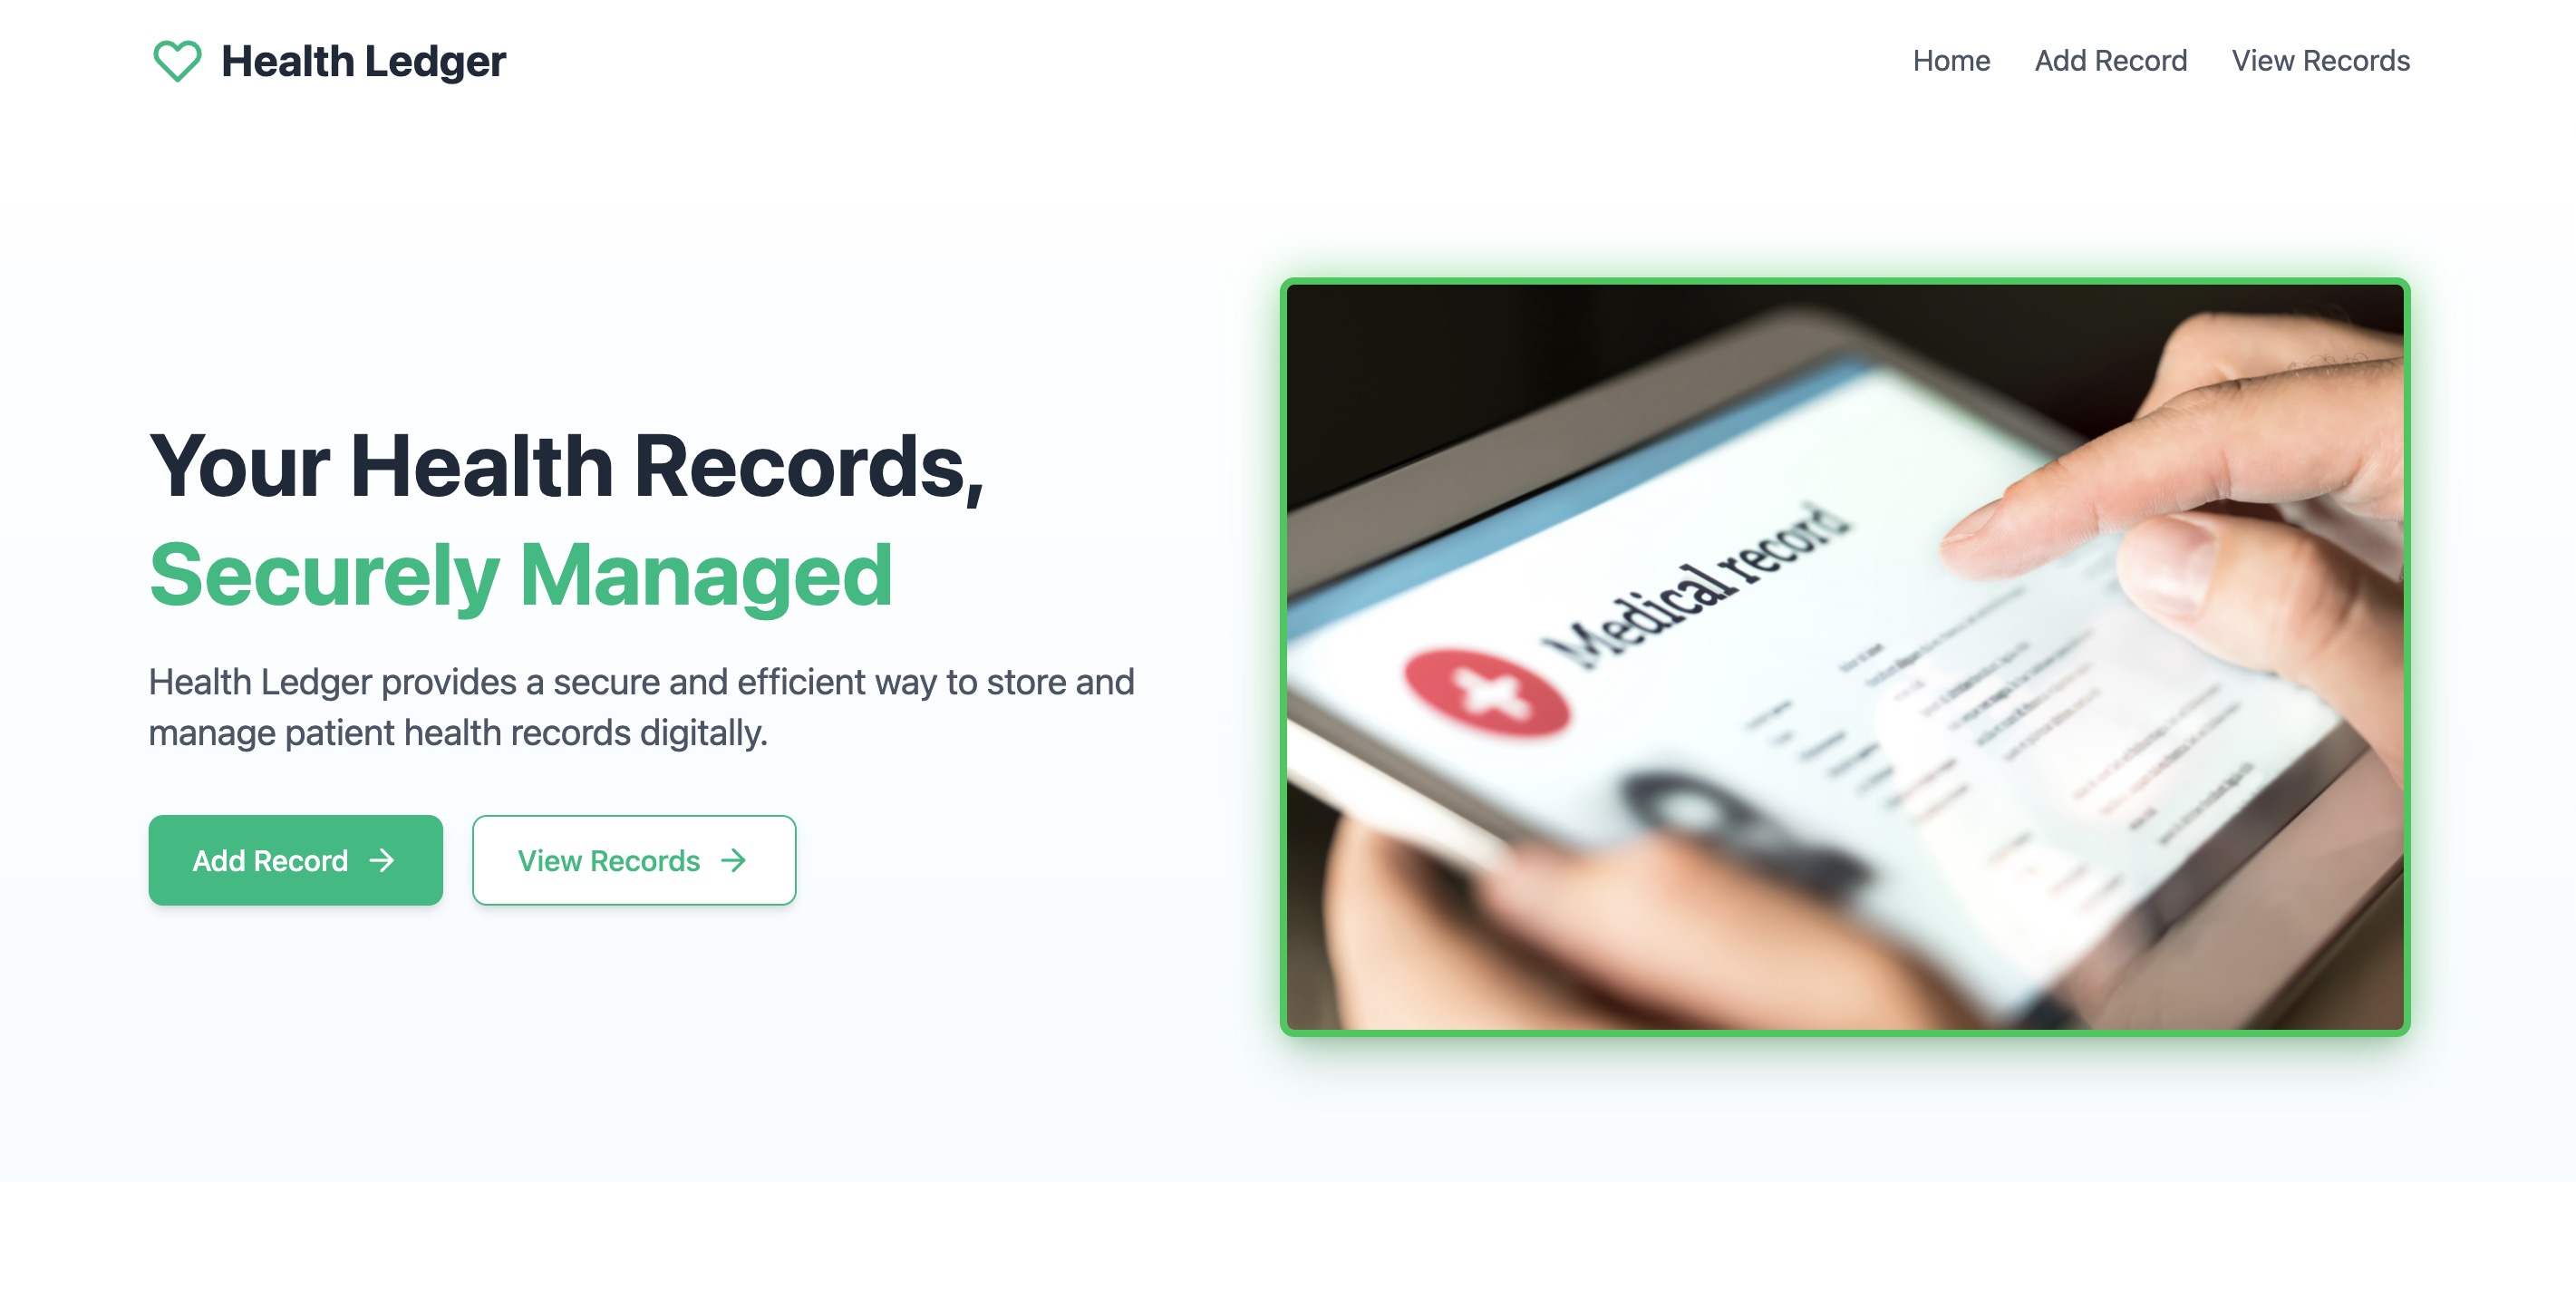 Health Ledger
Home
Add Record
View Records
Your Health Records,
Securely Managed
Health Ledger provides a secure and efficient way to store and
manage patient health records digitally.
Add Record
View Records
Medical record